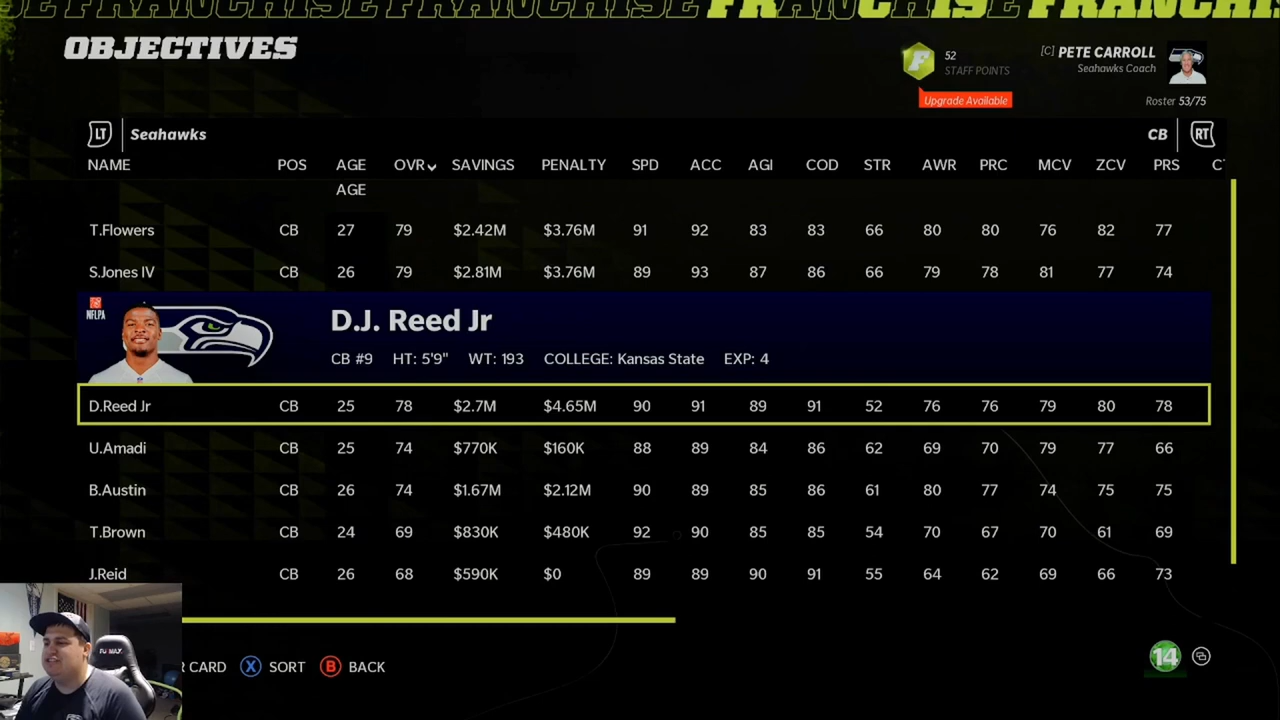 FRANCHISE FRANCHISE FRANCHISE FRANCHISE
OBJECTIVES
52
STAFF POINTS
Upgrade Available
[C] PETE CARROLL
Seahawks Coach
Roster 53/75
LT Seahawks CB RT
NAME POS AGE OVR SAVINGS PENALTY SPD ACC AGI COD STR AWR PRC MCV ZCV PRS
AGE
T.Flowers CB 27 79 $2.42M $3.76M 91 92 83 83 66 80 80 76 82 77
S.Jones IV CB 26 79 $2.81M $3.76M 89 93 87 86 66 79 78 81 77 74
NFLPA
D.J. Reed Jr
CB #9 HT: 5'9" WT: 193 COLLEGE: Kansas State EXP: 4
D.Reed Jr CB 25 78 $2.7M $4.65M 90 91 89 91 52 76 76 79 80 78
U.Amadi CB 25 74 $770K $160K 88 89 84 86 62 69 70 79 77 66
B.Austin CB 26 74 $1.67M $2.12M 90 89 85 86 61 80 77 74 75 75
T.Brown CB 24 69 $830K $480K 92 90 85 85 54 70 67 70 61 69
J.Reid CB 26 68 $590K $0 89 89 90 91 55 64 62 69 66 73
CARD X SORT B BACK
14